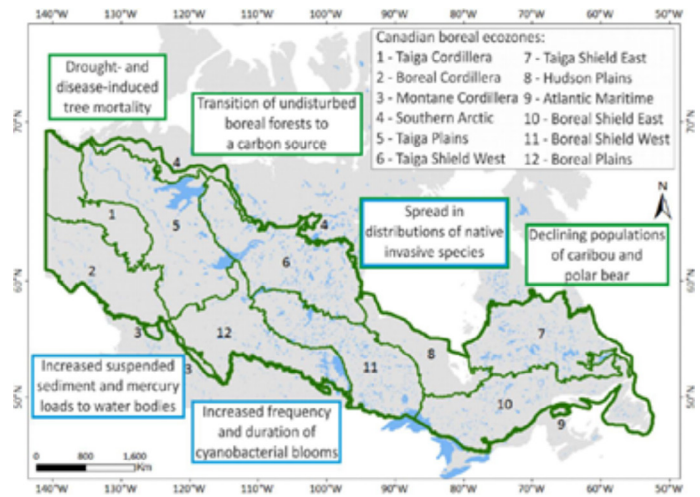 140°W 130°W 120°W 110°W 100°W 90°W 80°W 70°W 60°W 50°W
Drought- and
disease-induced
tree mortality
Transition of undisturbed
boreal forests to
a carbon source
Canadian boreal ecozones:
1 - Taiga Cordillera
2 - Boreal Cordillera
3 - Montane Cordillera
4 - Southern Arctic
5 - Taiga Plains
6 - Taiga Shield West
7 - Taiga Shield East
8 - Hudson Plains
9 - Atlantic Maritime
10 - Boreal Shield East
11 - Boreal Shield West
12 - Boreal Plains
70°N
70°N
N
Spread in
distributions of native
invasive species
Declining populations
of caribou and
polar bear
4
4
1
5
6
2
7
3
12
8
3
11
10
9
50°N
50°N
Increased suspended
sediment and mercury
loads to water bodies
Increased frequency
and duration of
cyanobacterial blooms
0 800 1,600
Km
140°W 130°W 120°W 110°W 100°W 90°W 80°W 70°W 60°W 50°W